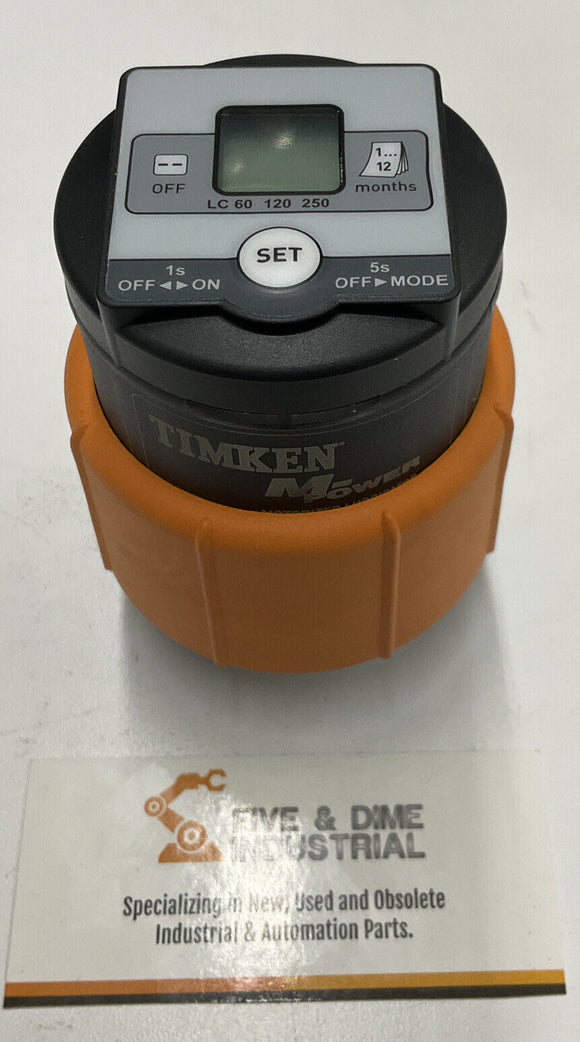 --
OFF
1...
12
months
LC 60 120 250
SET
1s
OFF ◄► ON
5s
OFF ► MODE
TIMKEN
M-POWER
FIVE & DIME
INDUSTRIAL
Specializing in New, Used and Obsolete
Industrial & Automation Parts.